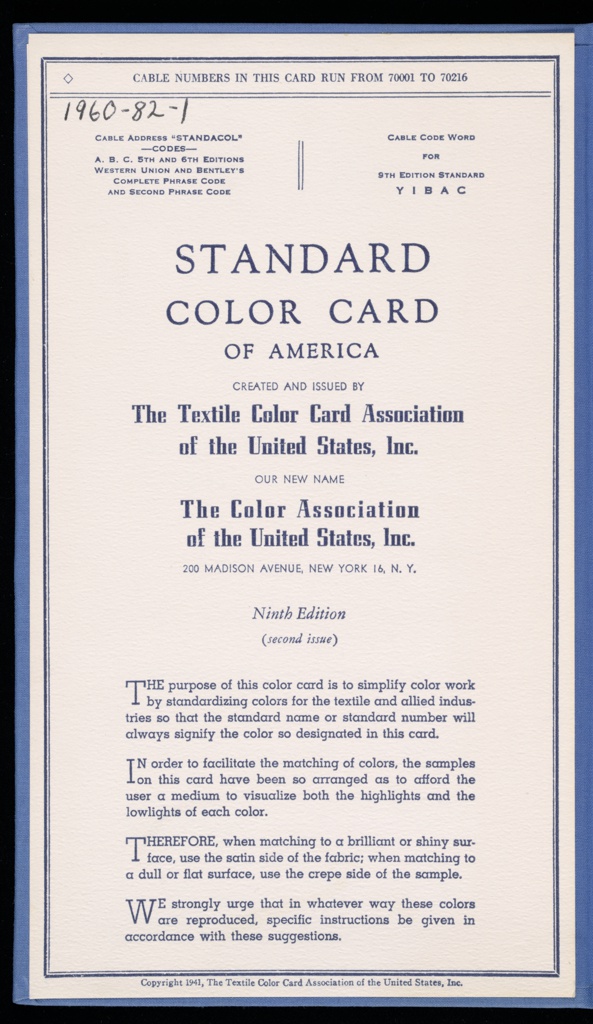 CABLE NUMBERS IN THIS CARD RUN FROM 70001 TO 70216
1960-82-1
CABLE ADDRESS "STANDACOL"
—CODES—
A. B. C. 5TH AND 6TH EDITIONS
WESTERN UNION AND BENTLEY'S
COMPLETE PHRASE CODE
AND SECOND PHRASE CODE
CABLE CODE WORD
FOR
9TH EDITION STANDARD
YIBAC
STANDARD
COLOR CARD
OF AMERICA
CREATED AND ISSUED BY
The Textile Color Card Association
of the United States, Inc.
OUR NEW NAME
The Color Association
of the United States, Inc.
200 MADISON AVENUE, NEW YORK 16, N. Y.
Ninth Edition
(second issue)
THE purpose of this color card is to simplify color work
by standardizing colors for the textile and allied indus-
tries so that the standard name or standard number will
always signify the color so designated in this card.
IN order to facilitate the matching of colors, the samples
on this card have been so arranged as to afford the
user a medium to visualize both the highlights and the
lowlights of each color.
THEREFORE, when matching to a brilliant or shiny sur-
face, use the satin side of the fabric; when matching to
a dull or flat surface, use the crepe side of the sample.
WE strongly urge that in whatever way these colors
are reproduced, specific instructions be given in
accordance with these suggestions.
Copyright 1941, The Textile Color Card Association of the United States, Inc.